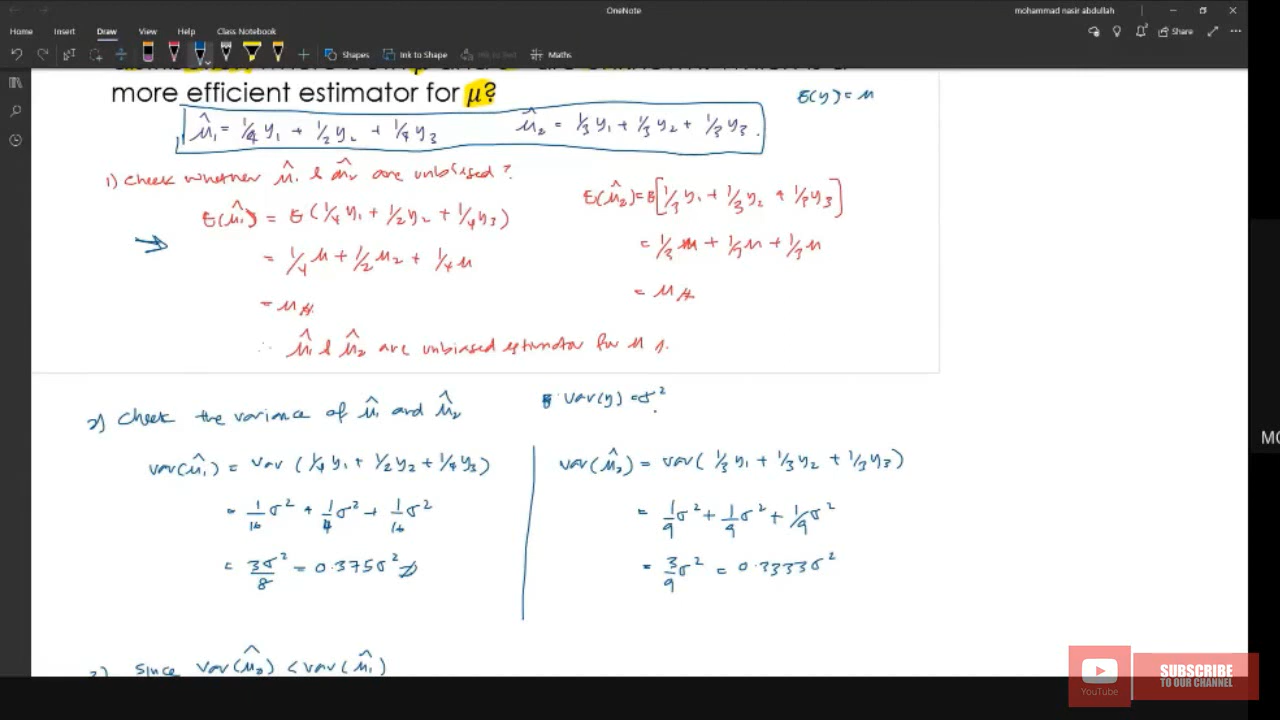 OneNote
mohammad nasir abdullah
Home Insert Draw View Help Class Notebook
Share
Shapes Ink to Shape Ink to Text Maths
more efficient estimator for μ?
E(y) = μ
μ̂₁ = 1/4 y₁ + 1/2 y₂ + 1/4 y₃ μ̂₂ = 1/3 y₁ + 1/3 y₂ + 1/3 y₃.
1) Check whether μ̂₁ & μ̂₂ are unbiased?
E(μ̂₁) = E(1/4 y₁ + 1/2 y₂ + 1/4 y₃)
= 1/4 μ + 1/2 μ₂ + 1/4 μ
= μ
E(μ̂₂) = E[1/3 y₁ + 1/3 y₂ + 1/3 y₃]
= 1/3 μ + 1/3 μ + 1/3 μ
= μ
∴ μ̂₁ & μ̂₂ are unbiased estimator for μ
2) Check the variance of μ̂₁ and μ̂₂
var(y) = σ²
var(μ̂₁) = var (1/4 y₁ + 1/2 y₂ + 1/4 y₃)
= 1/16 σ² + 1/4 σ² + 1/16 σ²
= 3σ²/8 = 0.375σ²
var(μ̂₂) = var( 1/3 y₁ + 1/3 y₂ + 1/3 y₃)
= 1/9 σ² + 1/9 σ² + 1/9 σ²
= 3/9 σ² = 0.3333σ²
3) Since var(μ̂₂) < var(μ̂₁)
YouTube
SUBSCRIBE
TO OUR CHANNEL